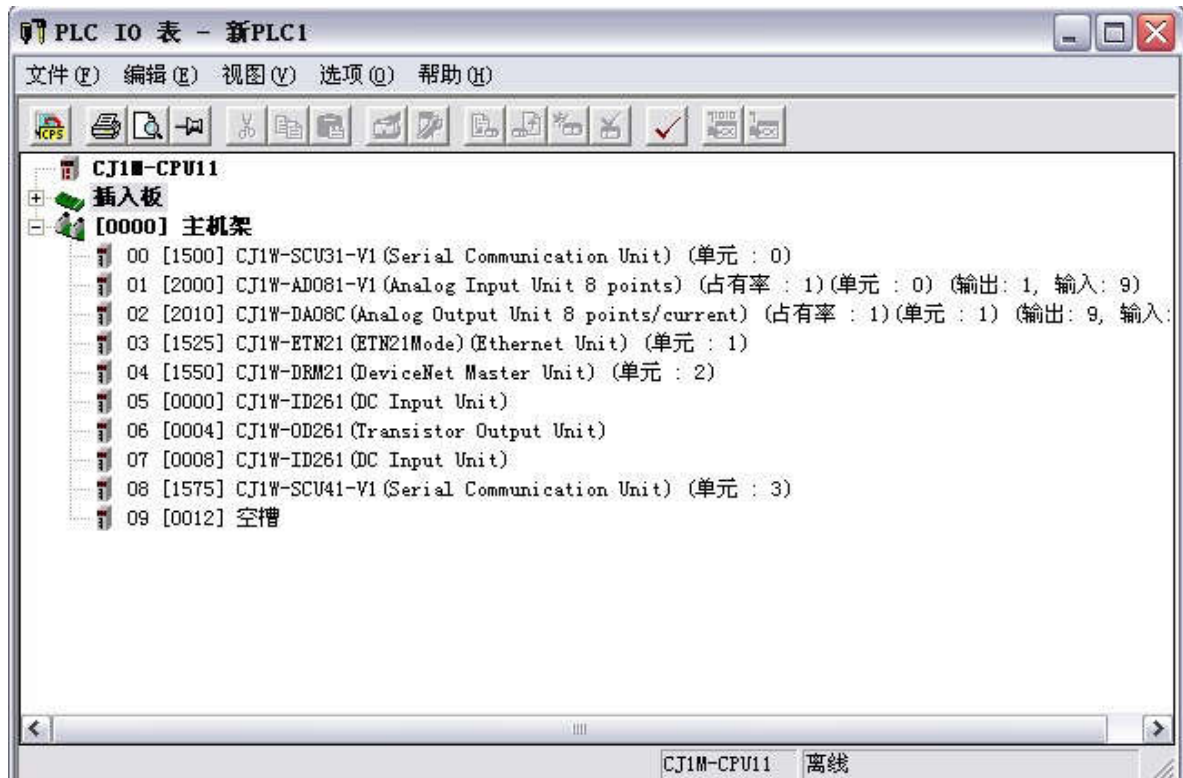 PLC IO 表 - 新PLC1
文件(F) 编辑(E) 视图(V) 选项(O) 帮助(H)
CPS
CJ1M-CPU11
插入板
[0000] 主机架
00 [1500] CJ1W-SCU31-V1(Serial Communication Unit) (单元 : 0)
01 [2000] CJ1W-AD081-V1(Analog Input Unit 8 points) (占有率 : 1)(单元 : 0) (输出: 1, 输入: 9)
02 [2010] CJ1W-DA08C(Analog Output Unit 8 points/current) (占有率 : 1)(单元 : 1) (输出: 9, 输入:
03 [1525] CJ1W-ETN21(ETN21Mode)(Ethernet Unit) (单元 : 1)
04 [1550] CJ1W-DRM21(DeviceNet Master Unit) (单元 : 2)
05 [0000] CJ1W-ID261(DC Input Unit)
06 [0004] CJ1W-OD261(Transistor Output Unit)
07 [0008] CJ1W-ID261(DC Input Unit)
08 [1575] CJ1W-SCU41-V1(Serial Communication Unit) (单元 : 3)
09 [0012] 空槽
CJ1M-CPU11 离线